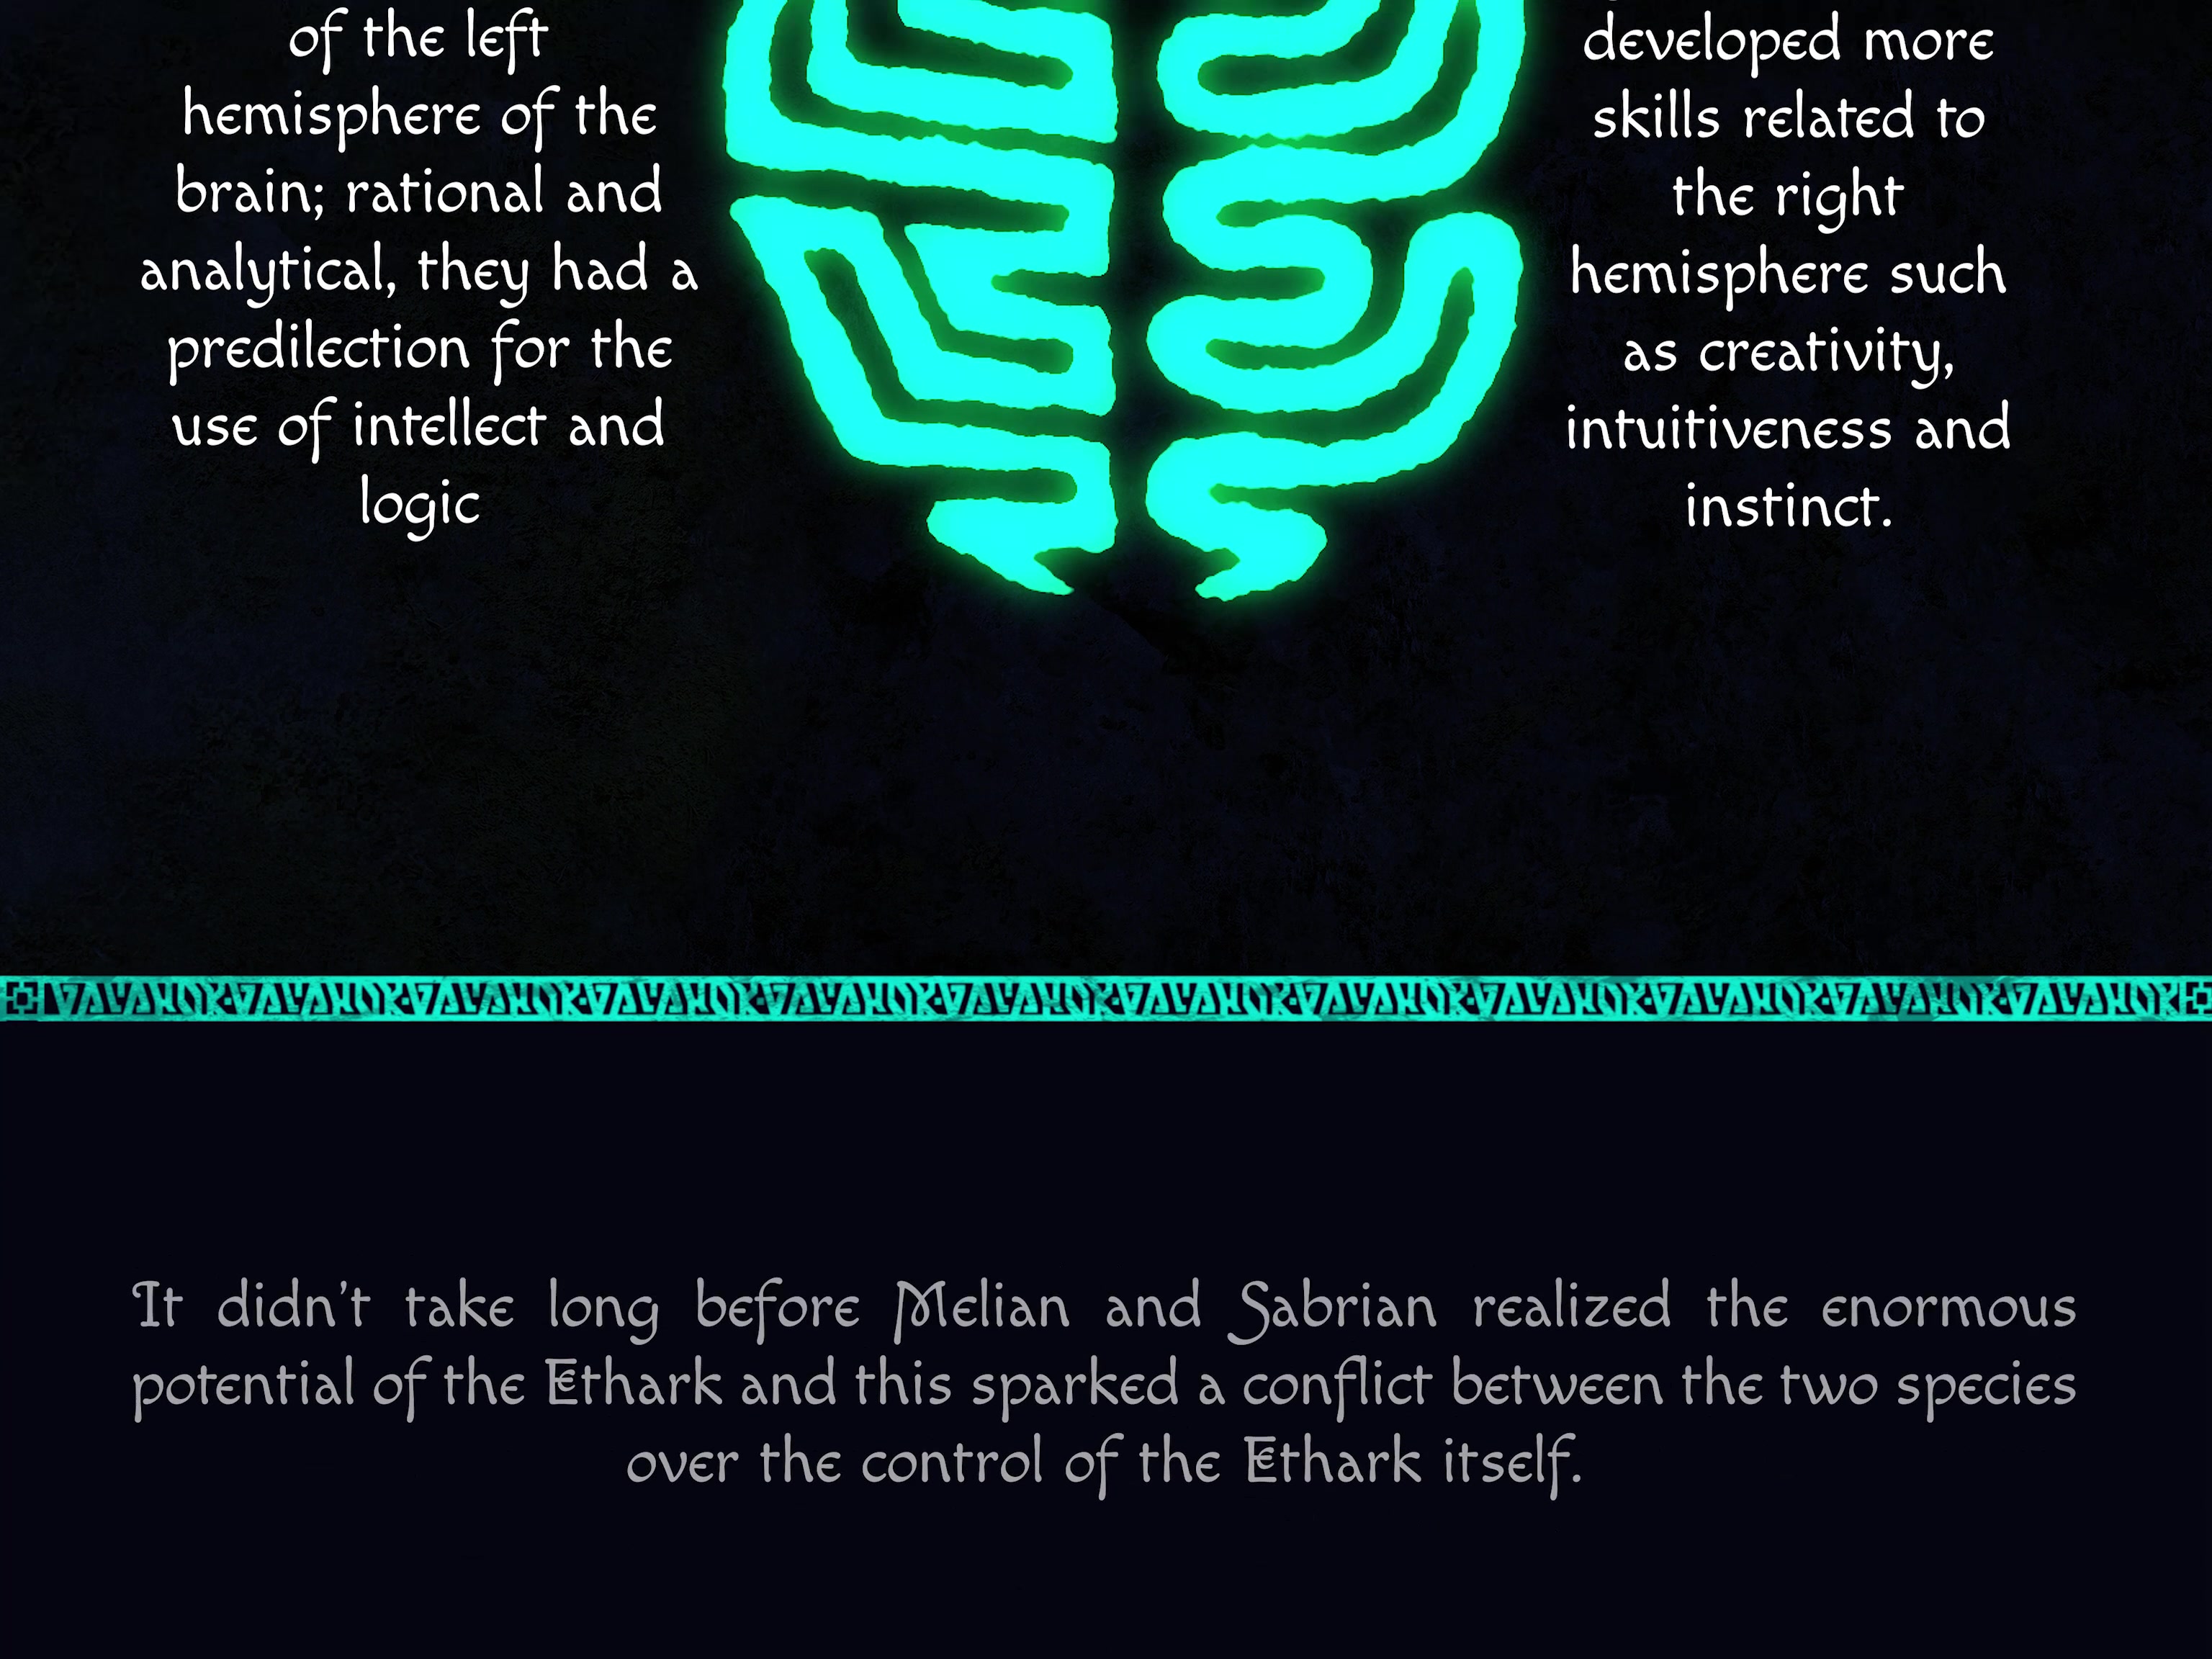 of the left
hemisphere of the
brain; rational and
analytical, they had a
predilection for the
use of intellect and
logic
developed more
skills related to
the right
hemisphere such
as creativity,
intuitiveness and
instinct.
It didn't take long before Melian and Sabrian realized the enormous
potential of the Ethark and this sparked a conflict between the two species
over the control of the Ethark itself.